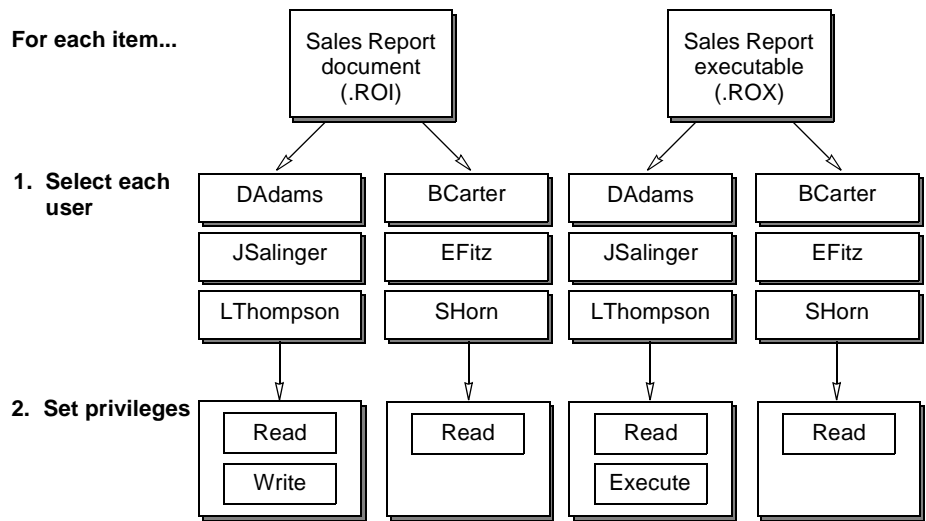 For each item...
Sales Report
document
(.ROI)
Sales Report
executable
(.ROX)
1. Select each
user
DAdams
BCarter
DAdams
BCarter
JSalinger
EFitz
JSalinger
EFitz
LThompson
SHorn
LThompson
SHorn
2. Set privileges
Read
Read
Read
Read
Write
Execute